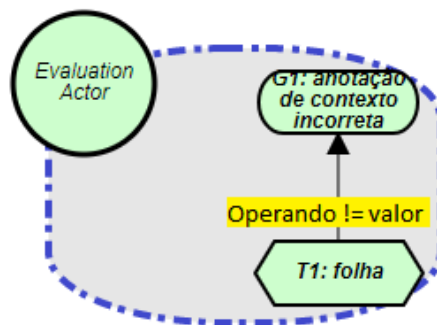 Evaluation
Actor
G1: anotação
de contexto
incorreta
Operando != valor
T1: folha